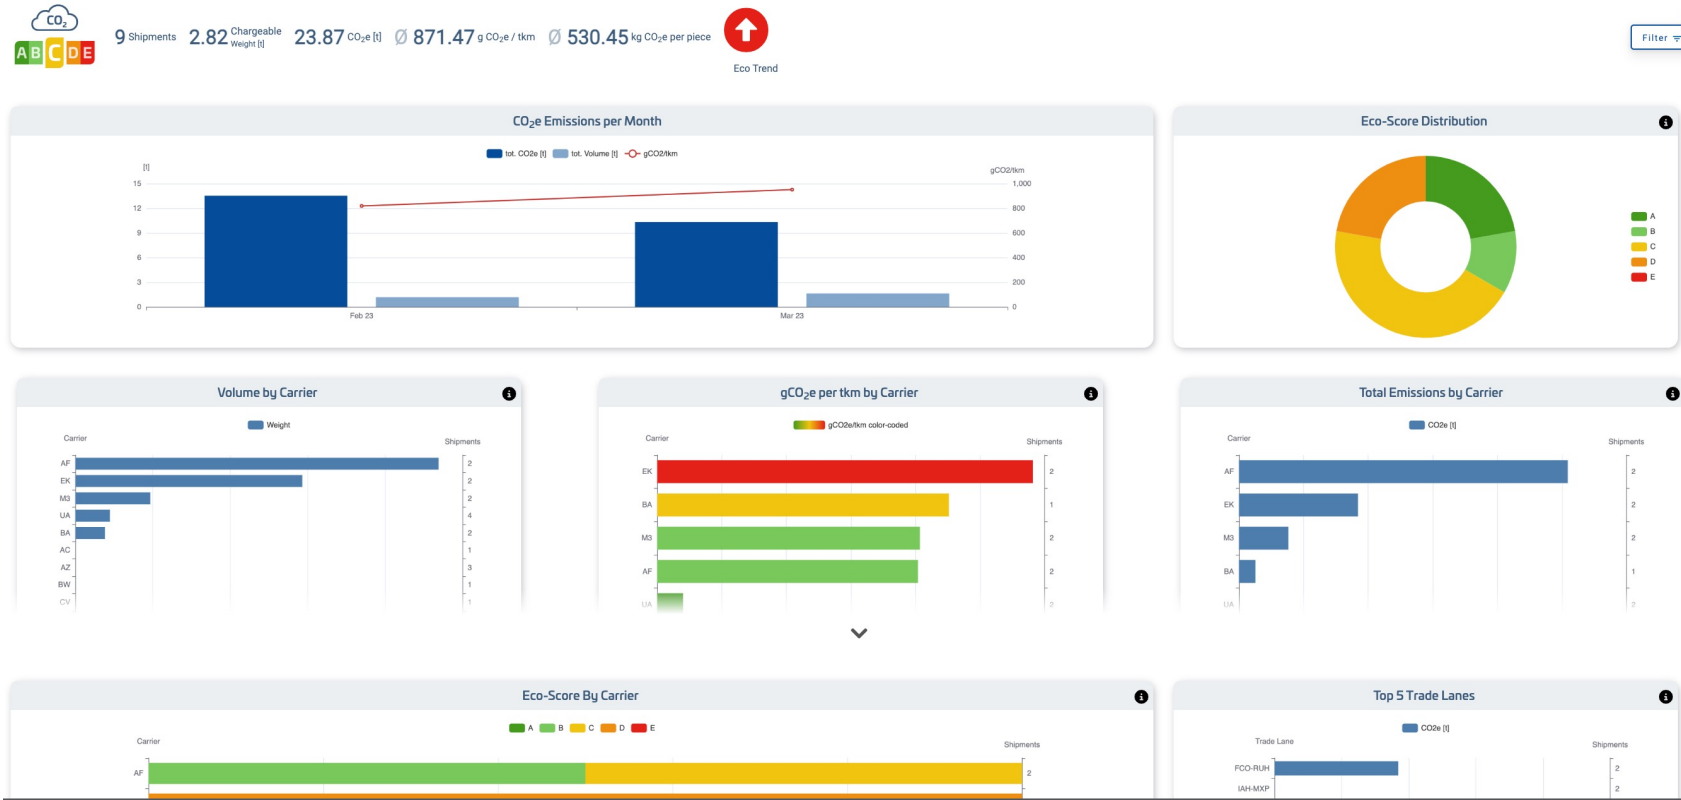 CO2
A B C D E
9 Shipments 2.82 Chargeable Weight [t] 23.87 CO2e [t] Ø 871.47 g CO2e / tkm Ø 530.45 kg CO2e per piece
Eco Trend
Filter
CO2e Emissions per Month
tot. CO2e [t] tot. Volume [t] gCO2/tkm
[t]
gCO2/tkm
15
12
9
6
3
0
1,000
800
600
400
200
0
Feb 23
Mar 23
Eco-Score Distribution
A
B
C
D
E
Volume by Carrier
Weight
Carrier
Shipments
AF 2
EK 2
M3 2
UA 4
BA 2
AC 1
AZ 3
BW 1
CV 1
gCO2e per tkm by Carrier
gCO2e/tkm color-coded
Carrier
Shipments
EK 2
BA 1
M3 2
AF 2
UA 2
Total Emissions by Carrier
CO2e [t]
Carrier
Shipments
AF 2
EK 2
M3 2
BA 1
UA 2
Eco-Score By Carrier
A B C D E
Carrier
Shipments
AF 2
Top 5 Trade Lanes
CO2e [t]
Trade Lane
Shipments
FCO-RUH 2
IAH-MXP 2